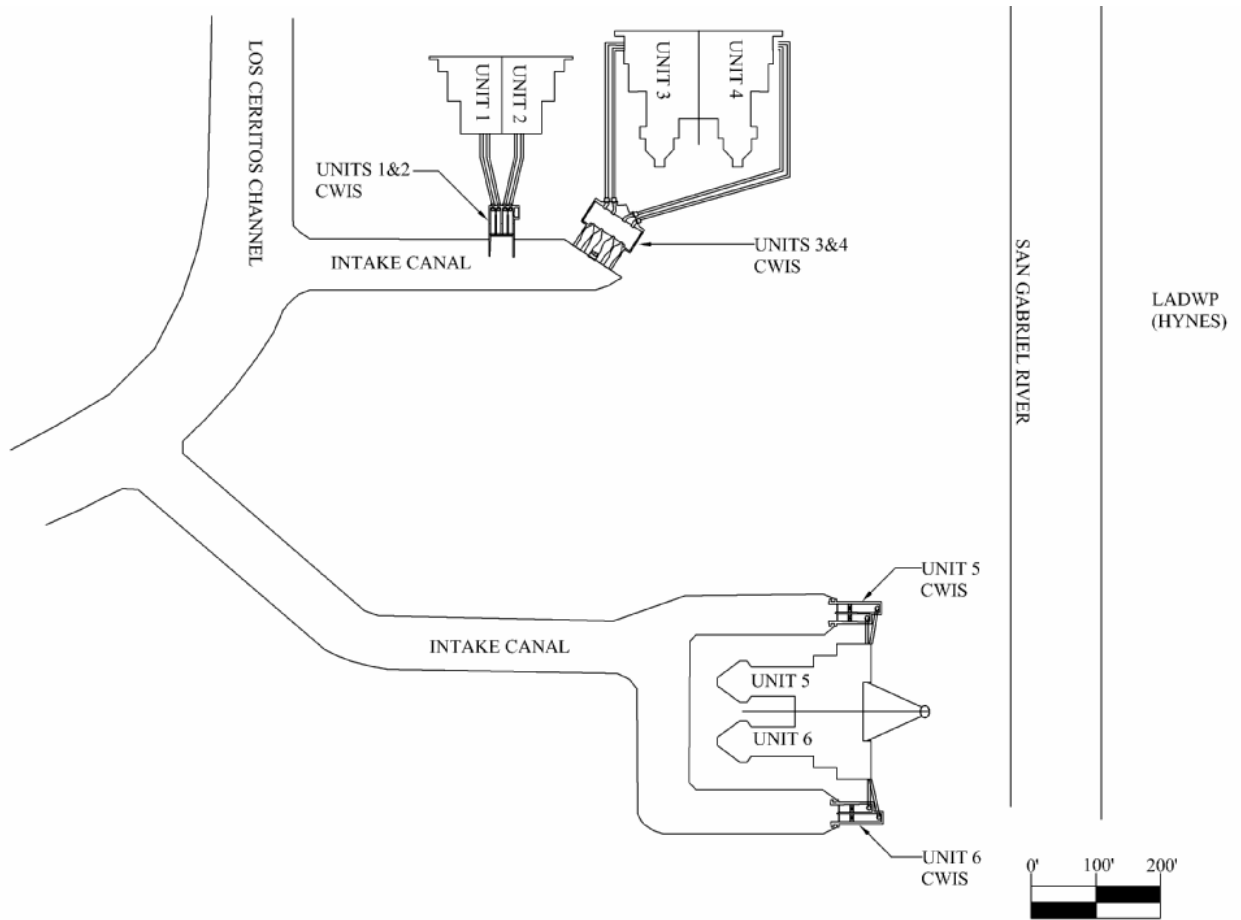 LOS CERRITOS CHANNEL
UNIT 1
UNIT 2
UNIT 3
UNIT 4
UNITS 1&2
CWIS
UNITS 3&4
CWIS
INTAKE CANAL
SAN GABRIEL RIVER
LADWP
(HYNES)
UNIT 5
CWIS
INTAKE CANAL
UNIT 5
UNIT 6
UNIT 6
CWIS
0' 100' 200'